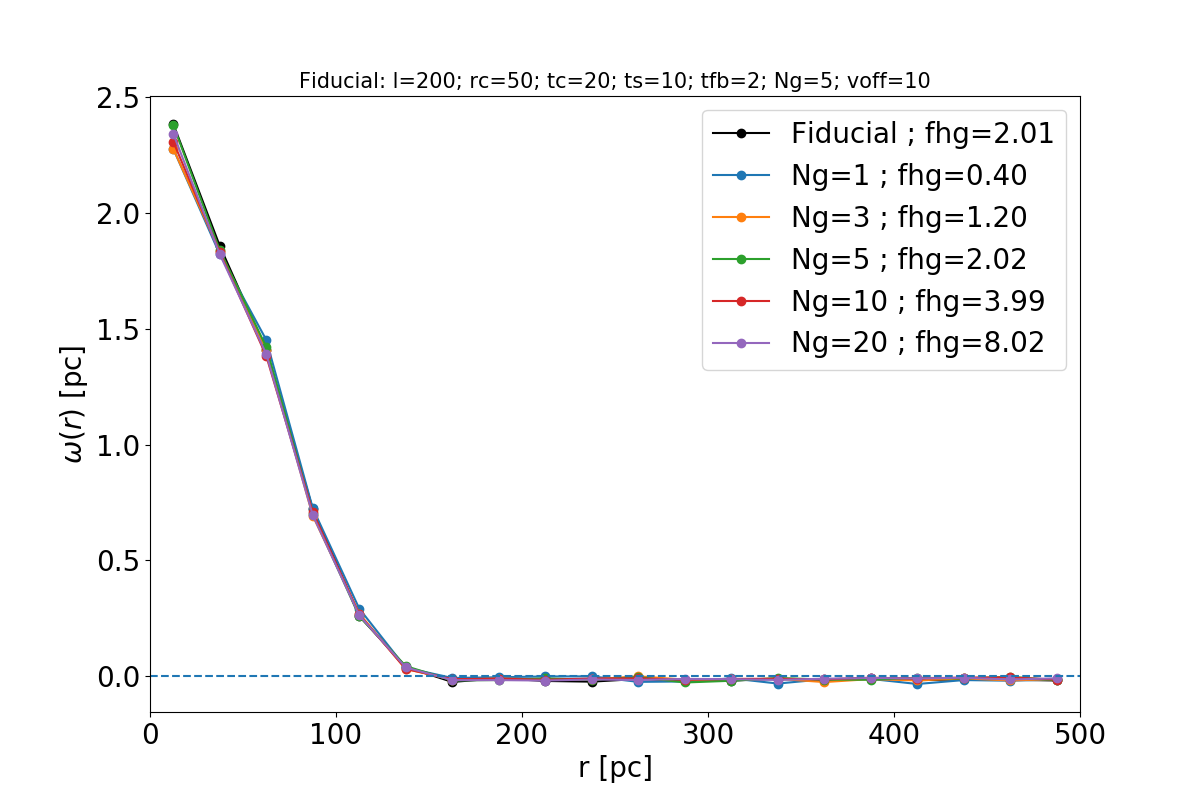 Fiducial: l=200; rc=50; tc=20; ts=10; tfb=2; Ng=5; voff=10
2.5
2.0
1.5
1.0
0.5
0.0
ω(r) [pc]
Fiducial ; fhg=2.01
Ng=1 ; fhg=0.40
Ng=3 ; fhg=1.20
Ng=5 ; fhg=2.02
Ng=10 ; fhg=3.99
Ng=20 ; fhg=8.02
0 100 200 300 400 500
r [pc]